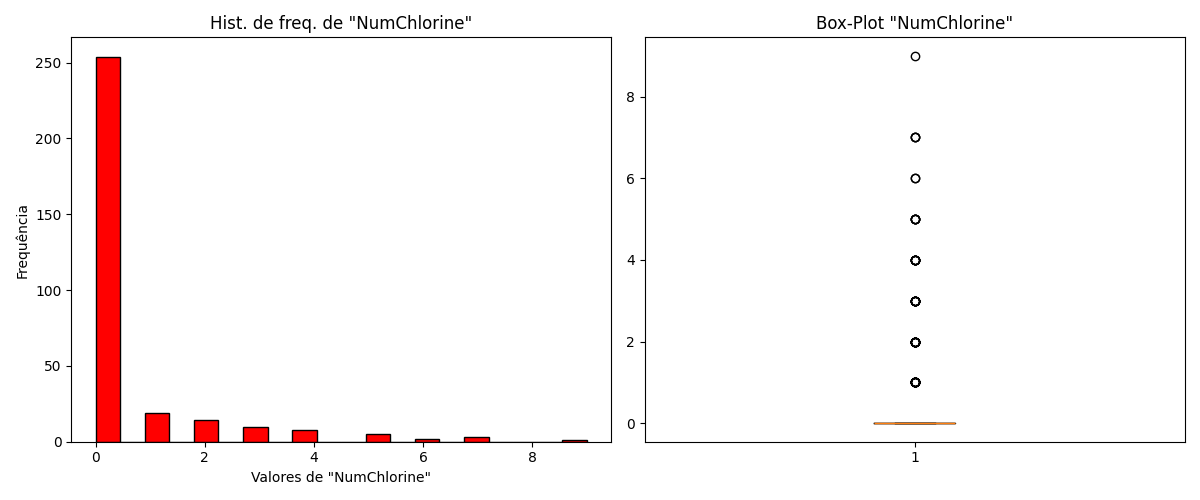 Hist. de freq. de "NumChlorine"
Frequência
250
200
150
100
50
0
0 2 4 6 8
Valores de "NumChlorine"
Box-Plot "NumChlorine"
8
6
4
2
0
1